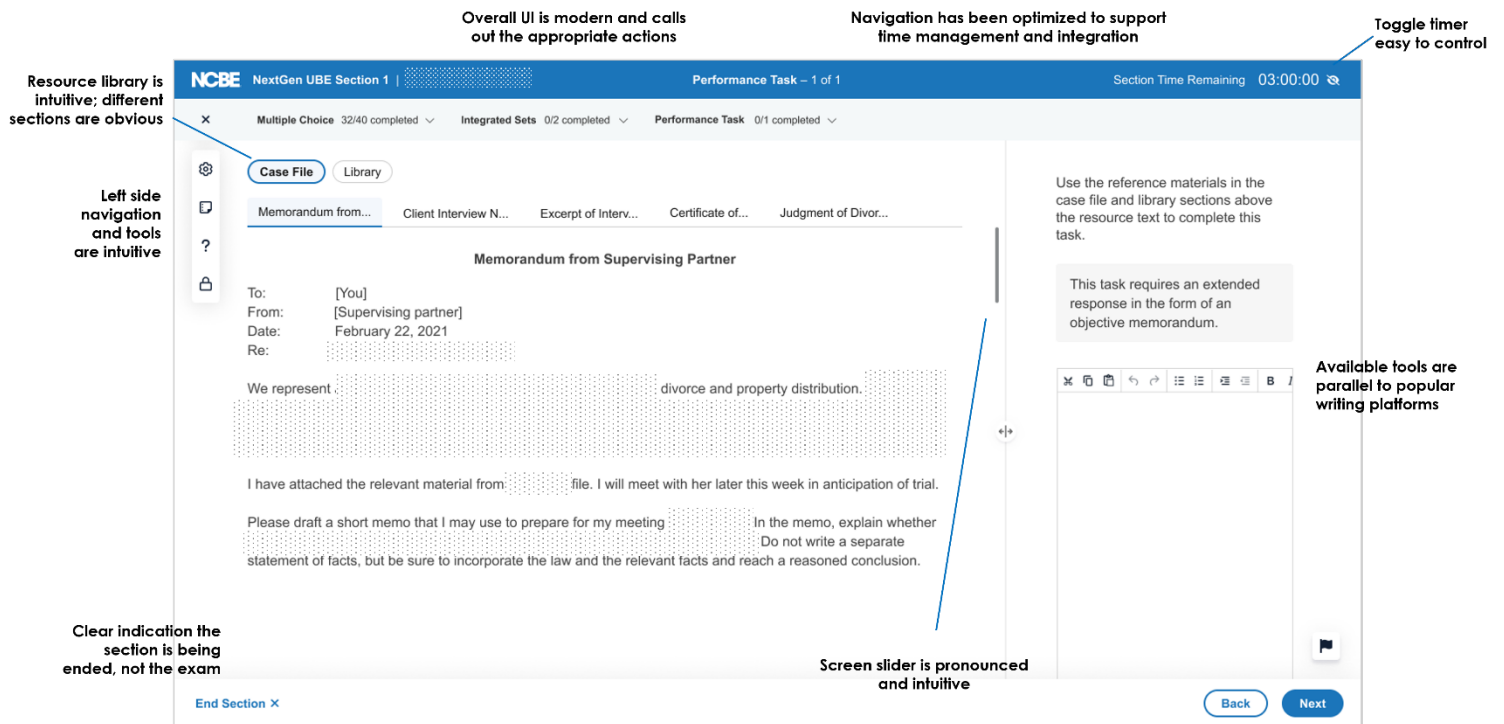 Overall UI is modern and calls
out the appropriate actions
Navigation has been optimized to support
time management and integration
Toggle timer
easy to control
Resource library is
intuitive; different
sections are obvious
Left side
navigation
and tools
are intuitive
NCBE NextGen UBE Section 1 |
Performance Task – 1 of 1
Section Time Remaining 03:00:00
Multiple Choice 32/40 completed
Integrated Sets 0/2 completed
Performance Task 0/1 completed
Case File
Library
Memorandum from...
Client Interview N...
Excerpt of Interv...
Certificate of...
Judgment of Divor...
Memorandum from Supervising Partner
To: [You]
From: [Supervising partner]
Date: February 22, 2021
Re:
We represent divorce and property distribution.
I have attached the relevant material from file. I will meet with her later this week in anticipation of trial.
Please draft a short memo that I may use to prepare for my meeting In the memo, explain whether
Do not write a separate
statement of facts, but be sure to incorporate the law and the relevant facts and reach a reasoned conclusion.
Use the reference materials in the
case file and library sections above
the resource text to complete this
task.
This task requires an extended
response in the form of an
objective memorandum.
B I
Available tools are
parallel to popular
writing platforms
Clear indication the
section is being
ended, not the exam
Screen slider is pronounced
and intuitive
End Section ×
Back
Next